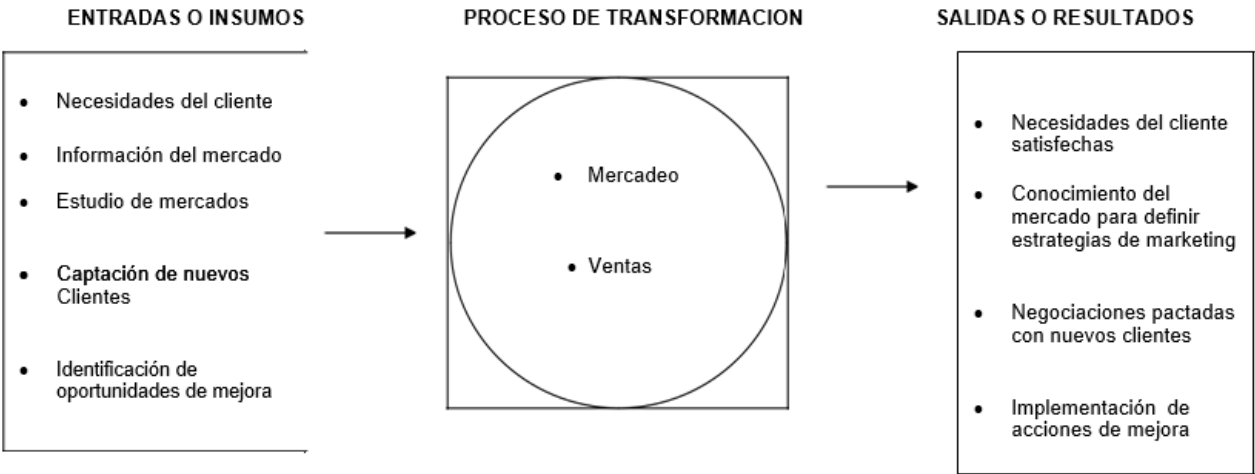 ENTRADAS O INSUMOS
PROCESO DE TRANSFORMACION
SALIDAS O RESULTADOS
• Necesidades del cliente
• Información del mercado
• Estudio de mercados
• Captación de nuevos
Clientes
• Identificación de
oportunidades de mejora
• Mercadeo
• Ventas
• Necesidades del cliente
satisfechas
• Conocimiento del
mercado para definir
estrategias de marketing
• Negociaciones pactadas
con nuevos clientes
• Implementación de
acciones de mejora